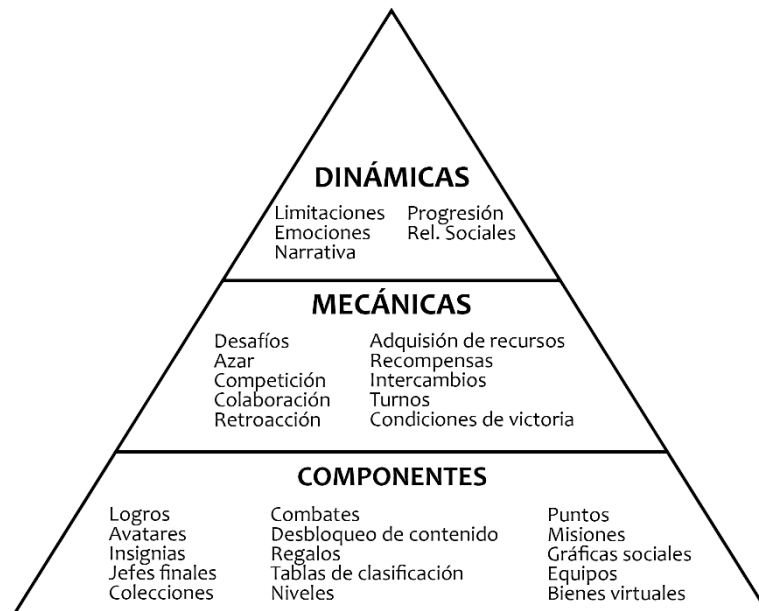 DINÁMICAS
Limitaciones Progresión
Emociones Rel. Sociales
Narrativa
MECÁNICAS
Desafíos Adquisión de recursos
Azar Recompensas
Competición Intercambios
Colaboración Turnos
Retroacción Condiciones de victoria
COMPONENTES
Logros Combates Puntos
Avatares Desbloqueo de contenido Misiones
Insignias Regalos Gráficas sociales
Jefes finales Tablas de clasificación Equipos
Colecciones Niveles Bienes virtuales